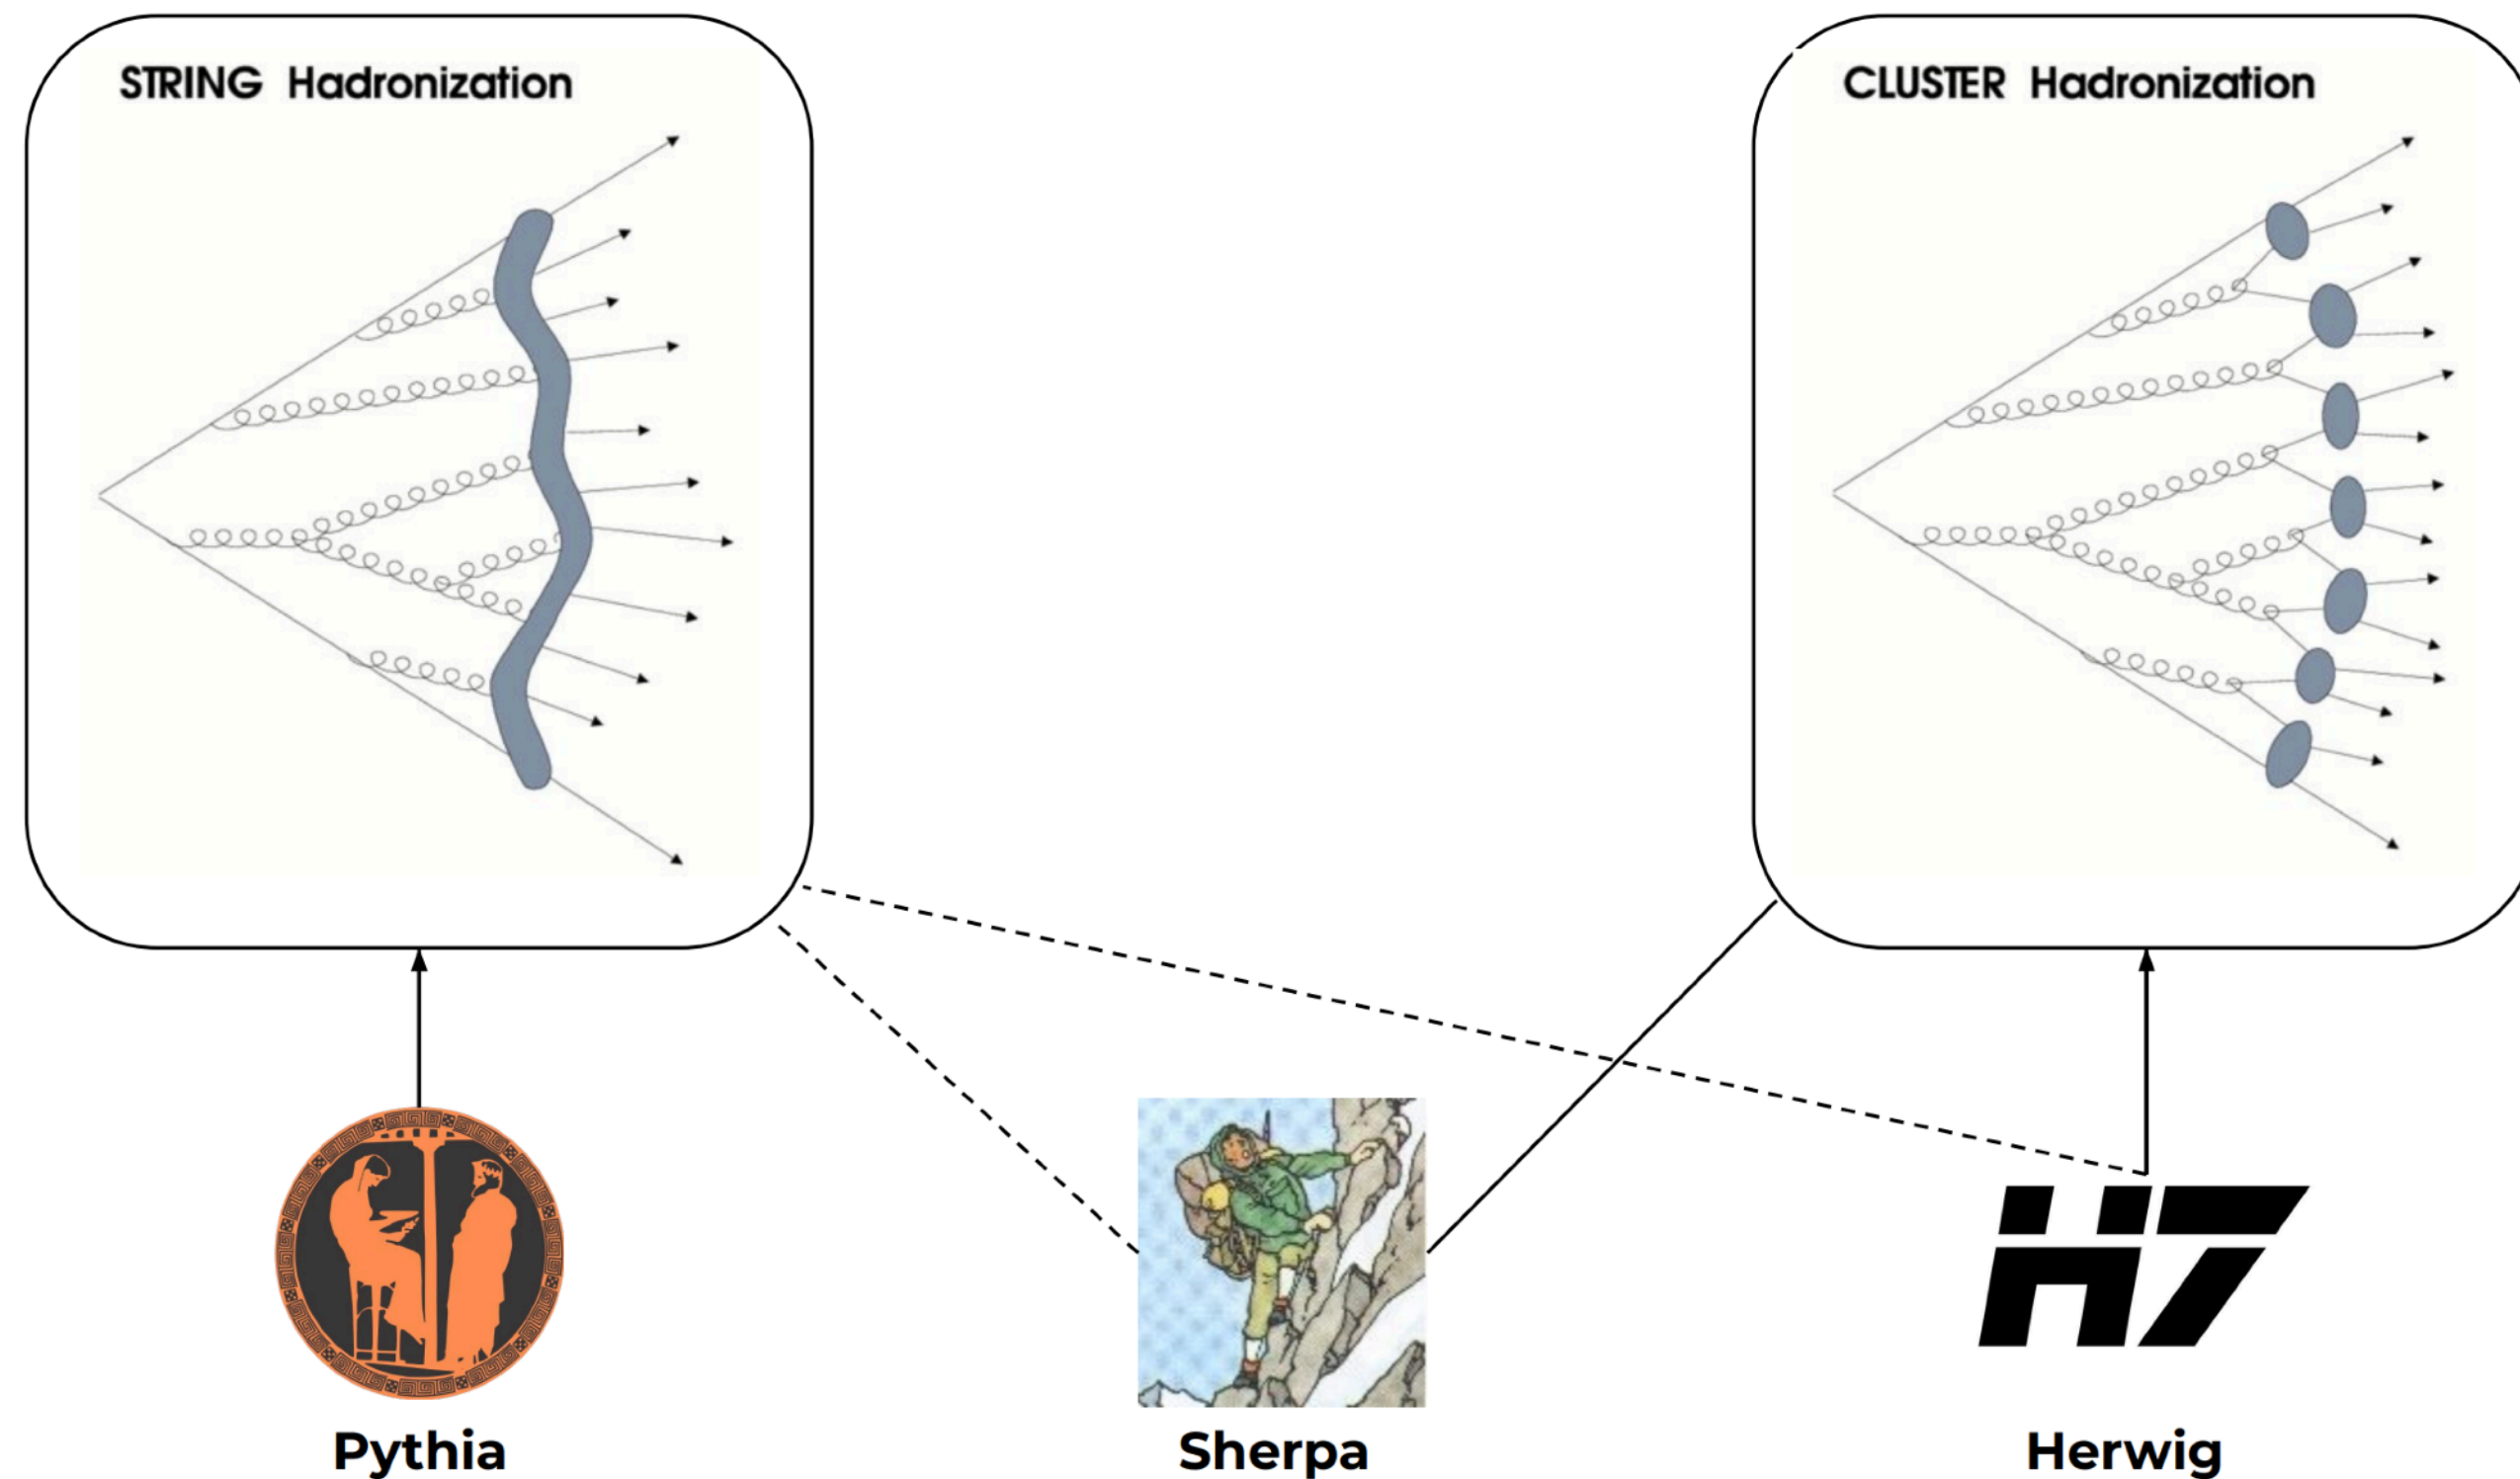 STRING Hadronization
CLUSTER Hadronization
H7
Pythia
Sherpa
Herwig